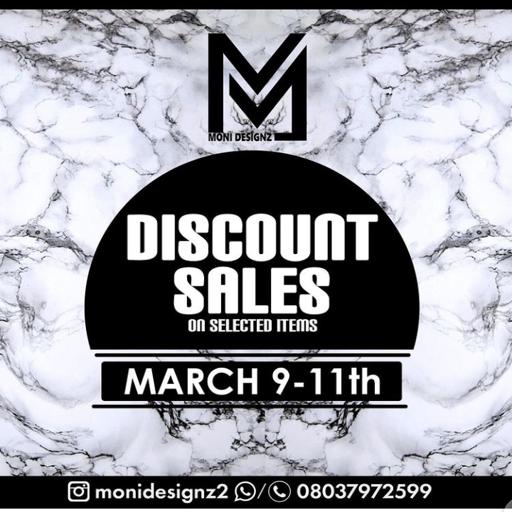 MONI DESIGNZ
DISCOUNT
SALES
ON SELECTED ITEMS
MARCH 9-11th
monidesignz2 / 08037972599